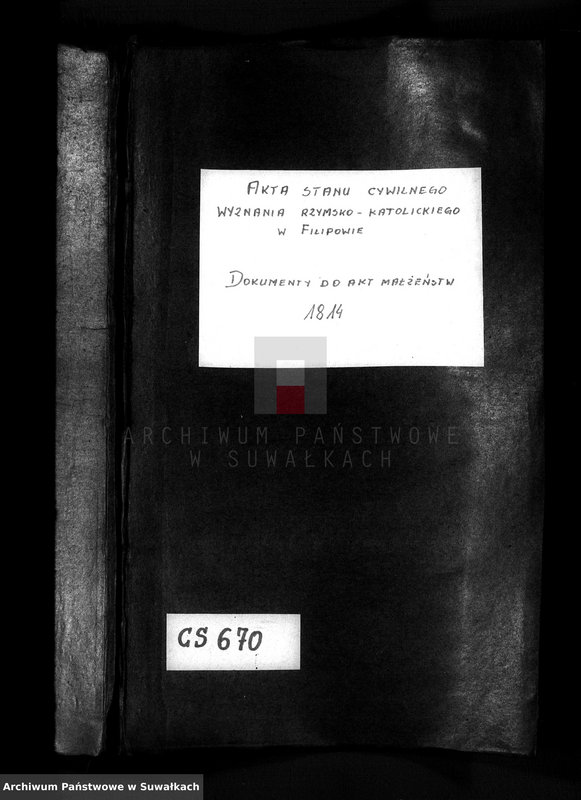 AKTA STANU CYWILNEGO
WYZNANIA RZYMSKO-KATOLICKIEGO
W FILIPOWIE
DOKUMENTY DO AKT MAŁŻEŃSTW
1814
ARCHIWUM PAŃSTWOWE
W SUWAŁKACH
CS 670
Archiwum Państwowe w Suwałkach